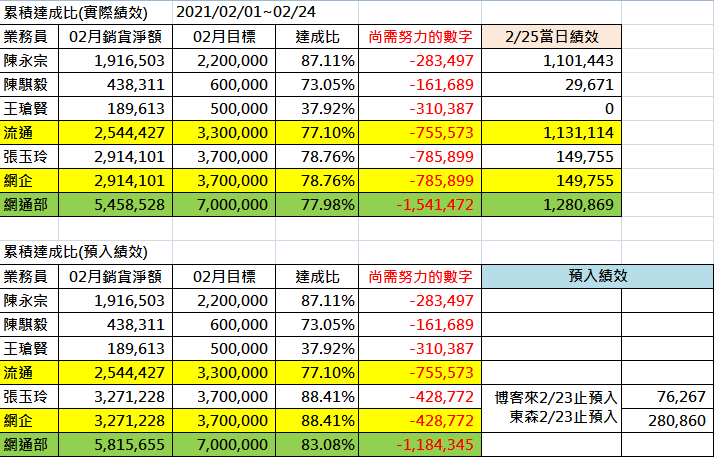 累積達成比(實際績效) 2021/02/01~02/24
業務員 02月銷貨淨額 02月目標 達成比 尚需努力的數字 2/25當日績效
陳永宗 1,916,503 2,200,000 87.11% -283,497 1,101,443
陳騏毅 438,311 600,000 73.05% -161,689 29,671
王瑲賢 189,613 500,000 37.92% -310,387 0
流通 2,544,427 3,300,000 77.10% -755,573 1,131,114
張玉玲 2,914,101 3,700,000 78.76% -785,899 149,755
網企 2,914,101 3,700,000 78.76% -785,899 149,755
網通部 5,458,528 7,000,000 77.98% -1,541,472 1,280,869
累積達成比(預入績效)
業務員 02月銷貨淨額 02月目標 達成比 尚需努力的數字 預入績效
陳永宗 1,916,503 2,200,000 87.11% -283,497
陳騏毅 438,311 600,000 73.05% -161,689
王瑲賢 189,613 500,000 37.92% -310,387
流通 2,544,427 3,300,000 77.10% -755,573
張玉玲 3,271,228 3,700,000 88.41% -428,772 博客來2/23止預入 76,267
網企 3,271,228 3,700,000 88.41% -428,772 東森2/23止預入 280,860
網通部 5,815,655 7,000,000 83.08% -1,184,345